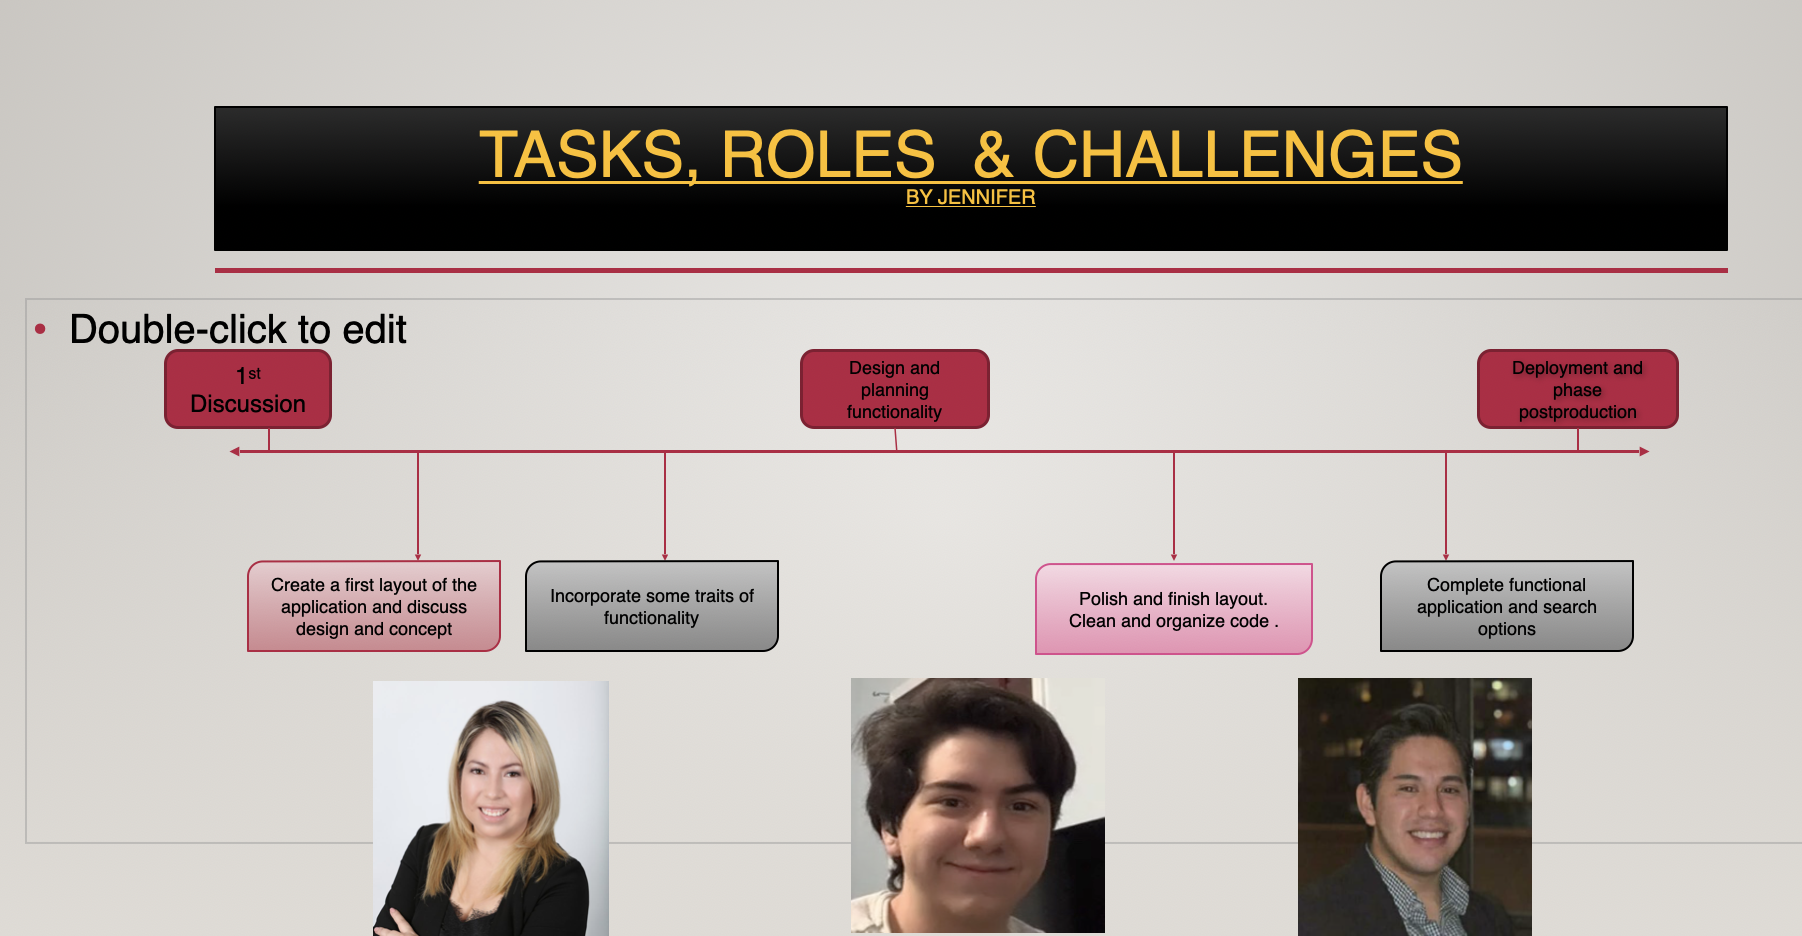 TASKS, ROLES  & CHALLENGES
BY JENNIFER
• Double-click to edit
1st
Discussion
Design and
planning
functionality
Deployment and
phase
postproduction
Create a first layout of the
application and discuss
design and concept
Incorporate some traits of
functionality
Polish and finish layout.
Clean and organize code .
Complete functional
application and search
options